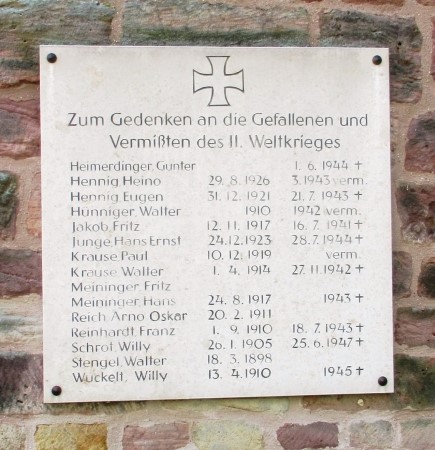 Zum Gedenken an die Gefallenen und
Vermißten des II. Weltkrieges
Heimerdinger, Günter 1. 6. 1944 †
Hennig, Heino 29. 8. 1926 3.1943 verm.
Hennig, Eugen 31. 12. 1921 21. 7. 1943 †
Hünniger, Walter 1910 1942 verm.
Jakob, Fritz 12. 11. 1917 16. 7. 1941 †
Junge, Hans Ernst 24. 12. 1923 28. 7. 1944 †
Krause, Paul 10. 12. 1919 verm.
Krause, Walter 1. 4. 1914 27. 11. 1942 †
Meininger, Fritz
Meininger, Hans 24. 8. 1917 1943 †
Reich, Arno Oskar 20. 2. 1911
Reinhardt, Franz 1. 9. 1910 18. 7. 1943 †
Schrot, Willy 26. 1. 1905 25. 6. 1947 †
Stengel, Walter 18. 3. 1898
Wuckelt, Willy 13. 4. 1910 1945 †